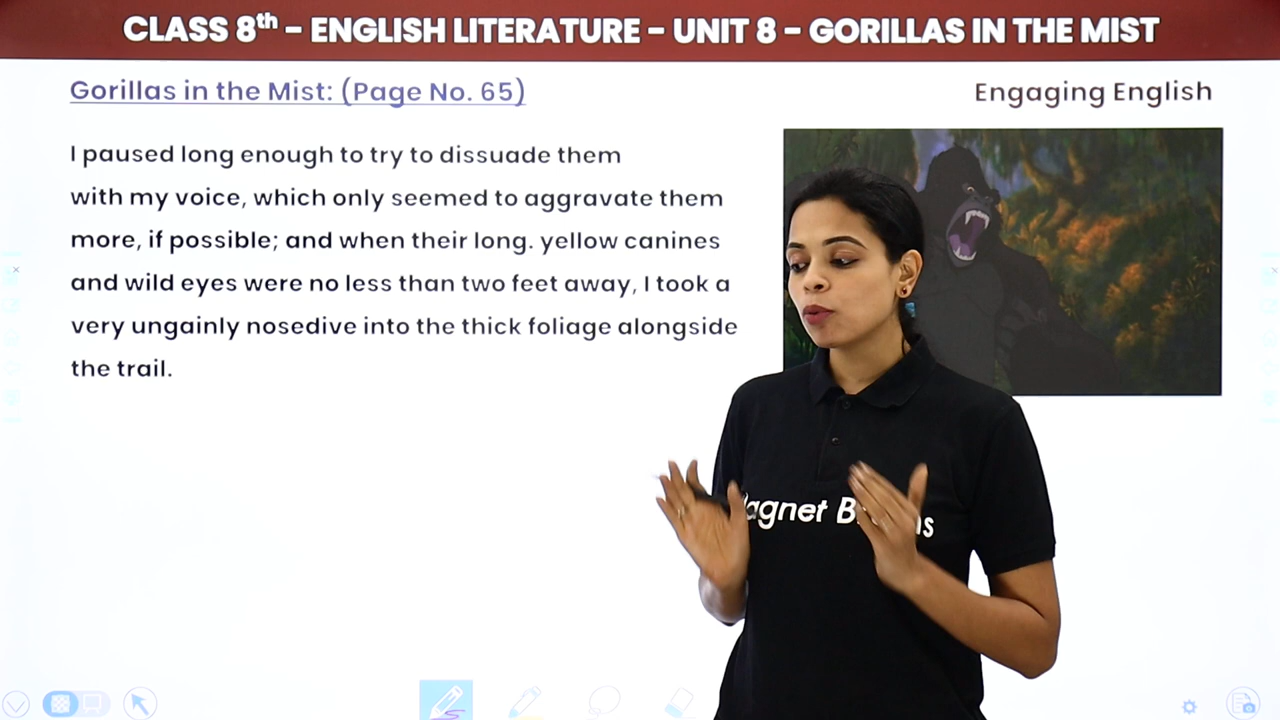 CLASS 8th – ENGLISH LITERATURE – UNIT 8 – GORILLAS IN THE MIST
Gorillas in the Mist: (Page No. 65)
Engaging English
I paused long enough to try to dissuade them
with my voice, which only seemed to aggravate them
more, if possible; and when their long. yellow canines
and wild eyes were no less than two feet away, I took a
very ungainly nosedive into the thick foliage alongside
the trail.